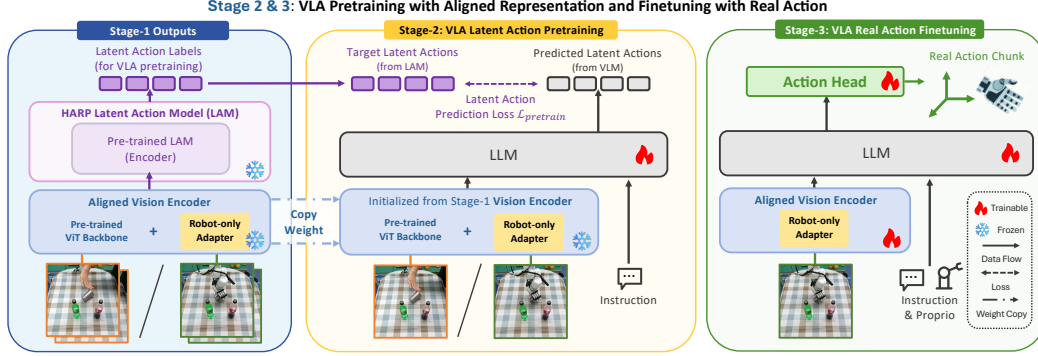 Stage 2 & 3: VLA Pretraining with Aligned Representation and Finetuning with Real Action
Stage-1 Outputs
Latent Action Labels
(for VLA pretraining)
HARP Latent Action Model (LAM)
Pre-trained LAM
(Encoder)
Aligned Vision Encoder
Pre-trained
ViT Backbone
+
Robot-only
Adapter
Copy
Weight
Stage-2: VLA Latent Action Pretraining
Target Latent Actions
(from LAM)
Predicted Latent Actions
(from VLM)
Latent Action
Prediction Loss ℒpretrain
LLM
Initialized from Stage-1 Vision Encoder
Pre-trained
ViT Backbone
+
Robot-only
Adapter
Instruction
Stage-3: VLA Real Action Finetuning
Real Action Chunk
Action Head
LLM
Aligned Vision Encoder
Robot-only
Adapter
Instruction
& Proprio
Trainable
Frozen
Data Flow
Loss
Weight Copy